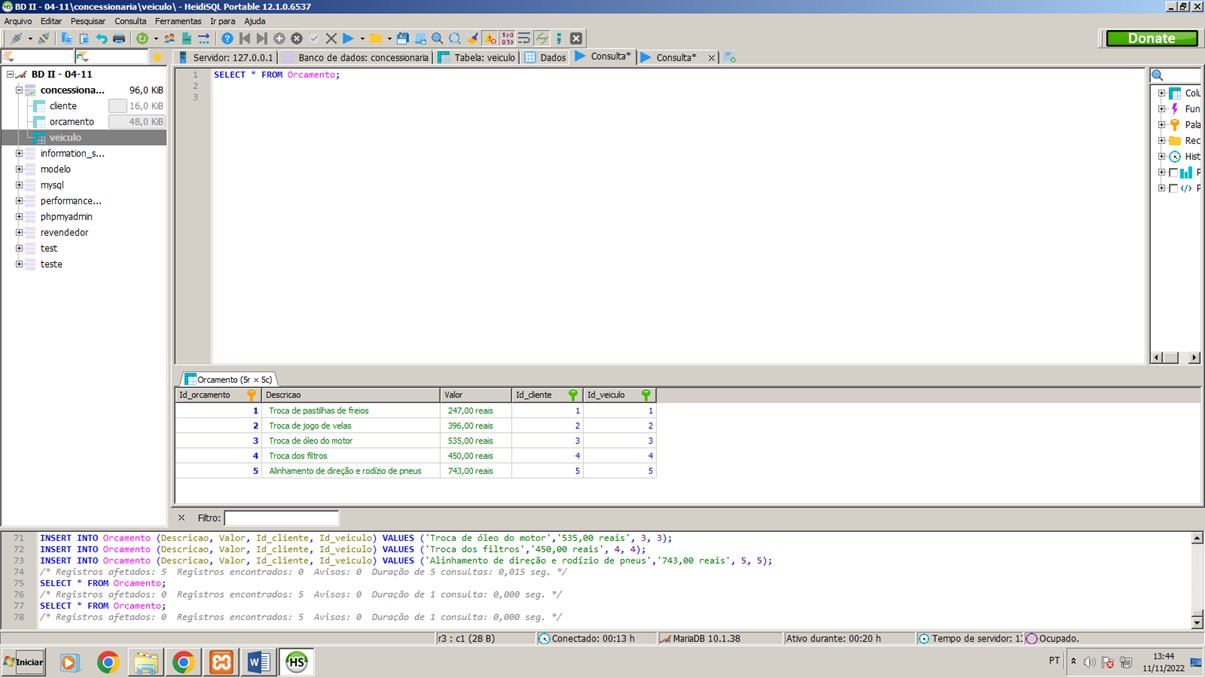 BD II - 04-11\concessionaria\veiculo\ - HeidiSQL Portable 12.1.0.6537
Arquivo Editar Pesquisar Consulta Ferramentas Ir para Ajuda
Donate
Servidor: 127.0.0.1 Banco de dados: concessionaria Tabela: veiculo Dados Consulta* Consulta*
BD II - 04-11
concessiona... 96,0 KiB
cliente 16,0 KiB
orcamento 48,0 KiB
veiculo
information_s...
modelo
mysql
performance...
phpmyadmin
revendedor
test
teste
1 SELECT * FROM Orcamento;
2
3
Colu
Fun
Pala
Rec
Hist
P
P
Orcamento (5r × 5c)
Id_orcamento Descricao Valor Id_cliente Id_veiculo
1 Troca de pastilhas de freios 247,00 reais 1 1
2 Troca de jogo de velas 396,00 reais 2 2
3 Troca de óleo do motor 535,00 reais 3 3
4 Troca dos filtros 450,00 reais 4 4
5 Alinhamento de direção e rodízio de pneus 743,00 reais 5 5
Filtro:
71 INSERT INTO Orcamento (Descricao, Valor, Id_cliente, Id_veiculo) VALUES ('Troca de óleo do motor','535,00 reais', 3, 3);
72 INSERT INTO Orcamento (Descricao, Valor, Id_cliente, Id_veiculo) VALUES ('Troca dos filtros','450,00 reais', 4, 4);
73 INSERT INTO Orcamento (Descricao, Valor, Id_cliente, Id_veiculo) VALUES ('Alinhamento de direção e rodízio de pneus','743,00 reais', 5, 5);
74 /* Registros afetados: 5 Registros encontrados: 0 Avisos: 0 Duração de 5 consultas: 0,015 seg. */
75 SELECT * FROM Orcamento;
76 /* Registros afetados: 0 Registros encontrados: 5 Avisos: 0 Duração de 1 consulta: 0,000 seg. */
77 SELECT * FROM Orcamento;
78 /* Registros afetados: 0 Registros encontrados: 5 Avisos: 0 Duração de 1 consulta: 0,000 seg. */
r3 : c1 (28 B) Conectado: 00:13 h MariaDB 10.1.38 Ativo durante: 00:20 h Tempo de servidor: 13 Ocupado.
Iniciar W HS PT 13:44
11/11/2022